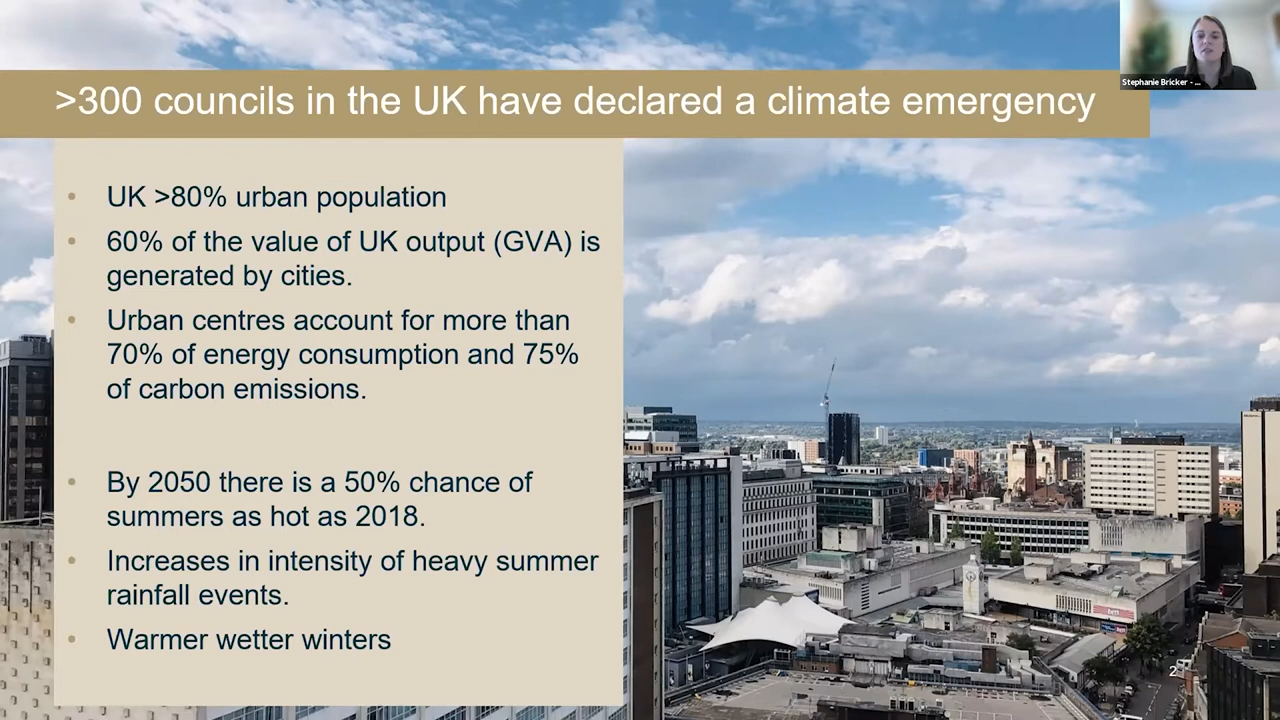 >300 councils in the UK have declared a climate emergency
Stephanie Bricker - ...
• UK >80% urban population
• 60% of the value of UK output (GVA) is
generated by cities.
• Urban centres account for more than
70% of energy consumption and 75%
of carbon emissions.
• By 2050 there is a 50% chance of
summers as hot as 2018.
• Increases in intensity of heavy summer
rainfall events.
• Warmer wetter winters
2